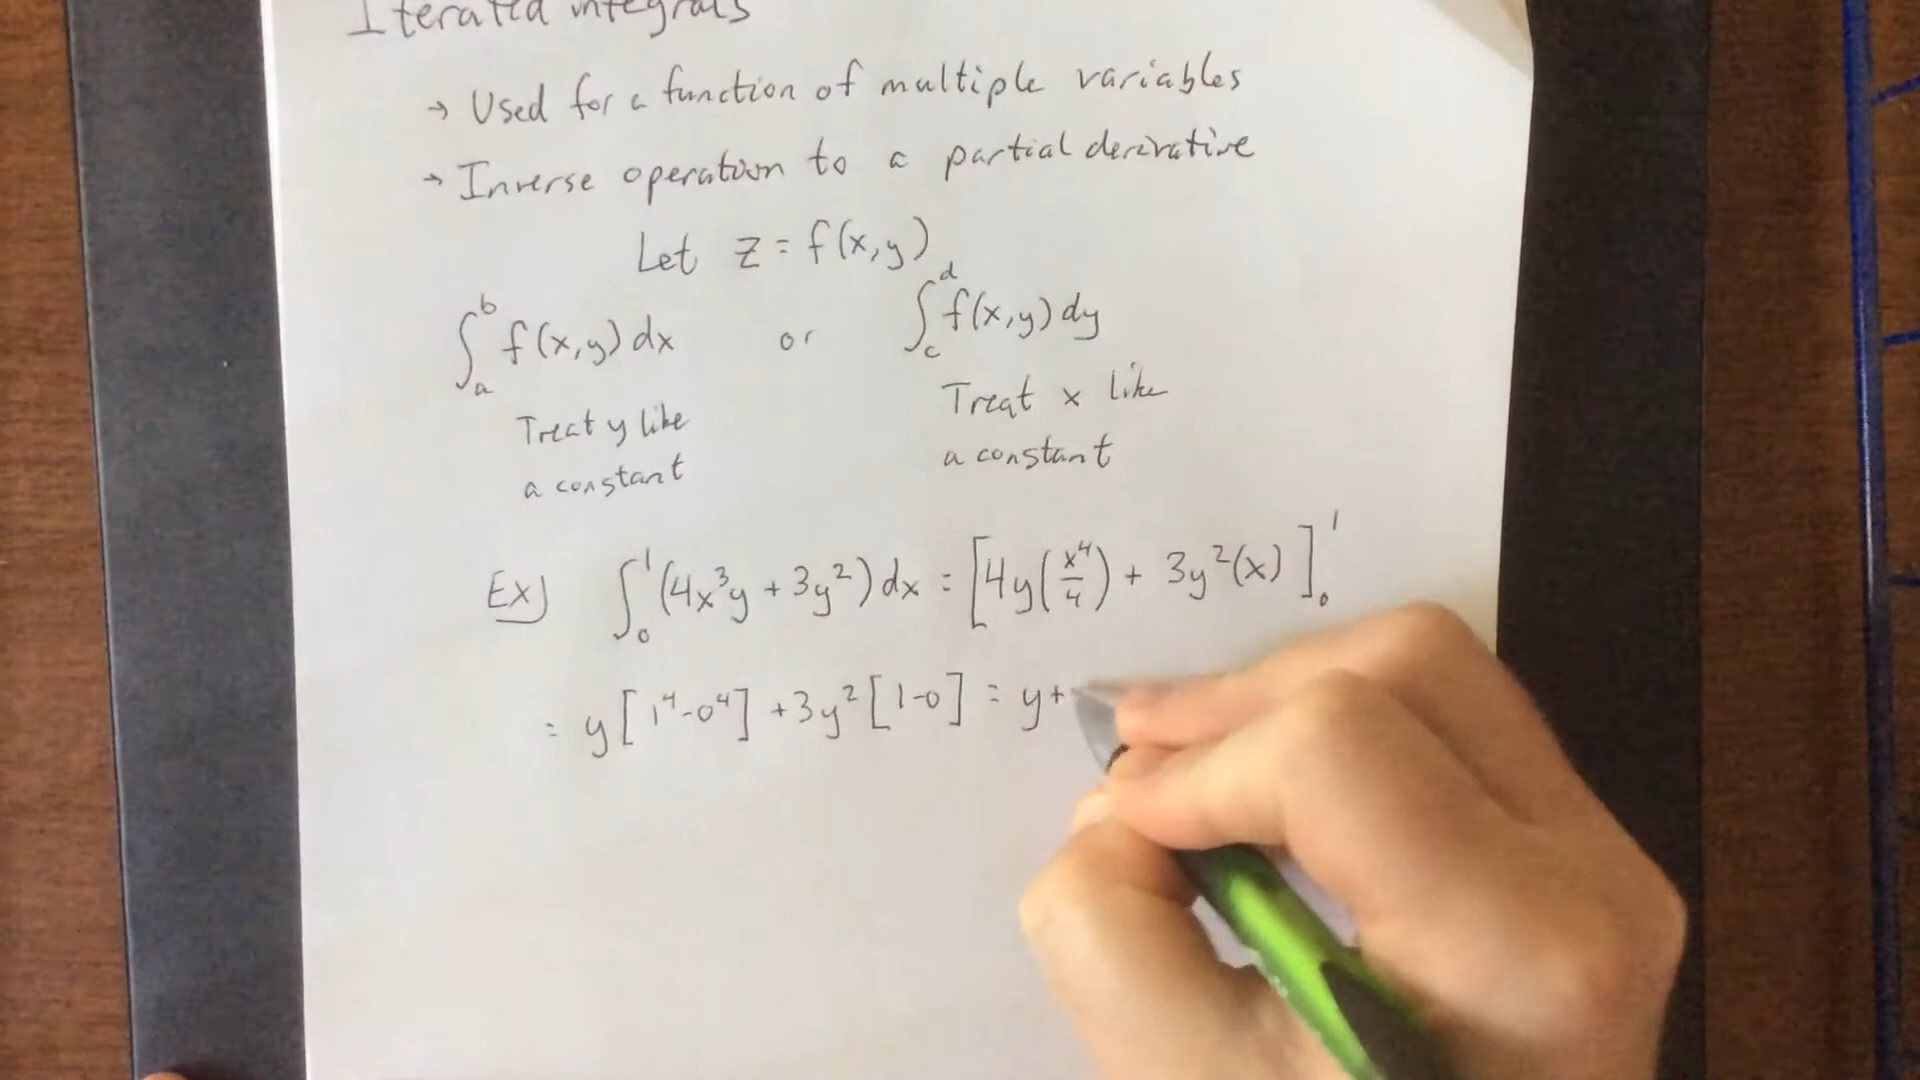 Iterated integrals
→ Used for a function of multiple variables
→ Inverse operation to a partial derivative
Let z = f(x,y)
∫_a^b f(x,y) dx or ∫_c^d f(x,y) dy
Treat y like
a constant
Treat x like
a constant
Ex) ∫_0^1 (4x³y + 3y²) dx = [4y(x⁴/4) + 3y²(x)]_0^1
= y[1⁴-0⁴] + 3y²[1-0] = y+